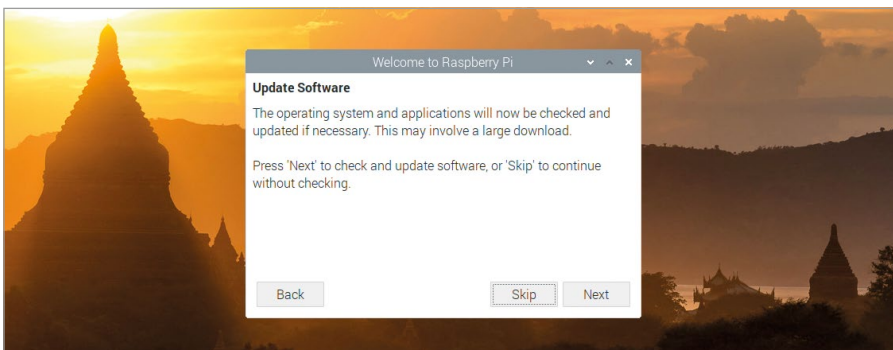 Welcome to Raspberry Pi
Update Software
The operating system and applications will now be checked and
updated if necessary. This may involve a large download.
Press 'Next' to check and update software, or 'Skip' to continue
without checking.
Back
Skip
Next